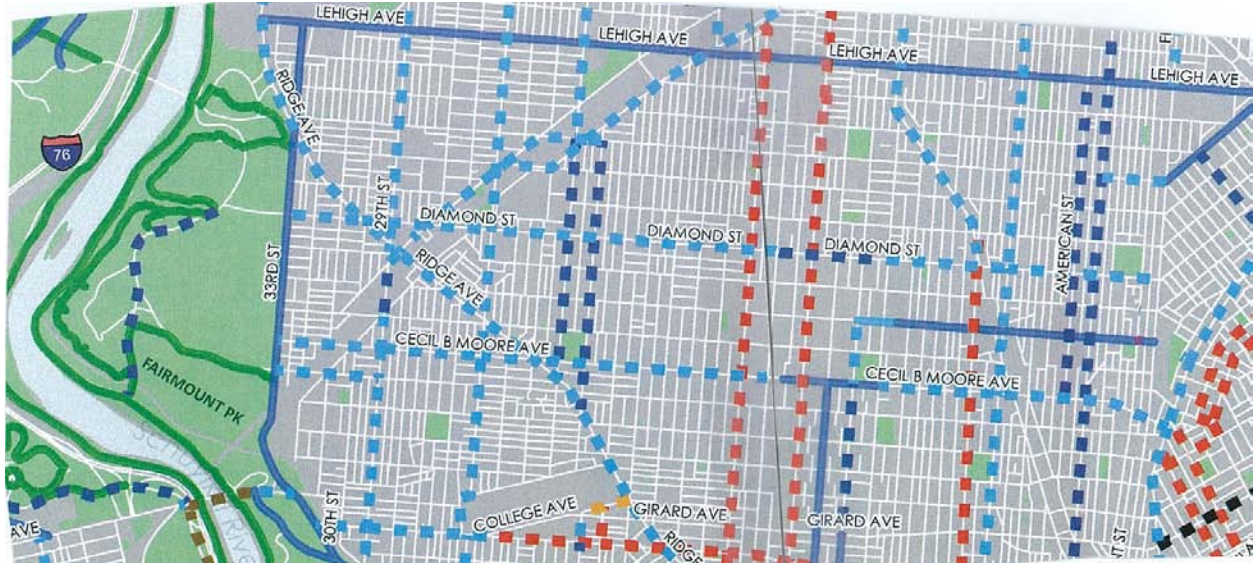 LEHIGH AVE
LEHIGH AVE
LEHIGH AVE
LEHIGH AVE
RIDGE AVE
76
29TH ST
DIAMOND ST
DIAMOND ST
DIAMOND ST
33RD ST
RIDGE AVE
AMERICAN ST
CECIL B MOORE AVE
CECIL B MOORE AVE
FAIRMOUNT PK
River
30TH ST
COLLEGE AVE
GIRARD AVE
GIRARD AVE
RIDGE
AVE